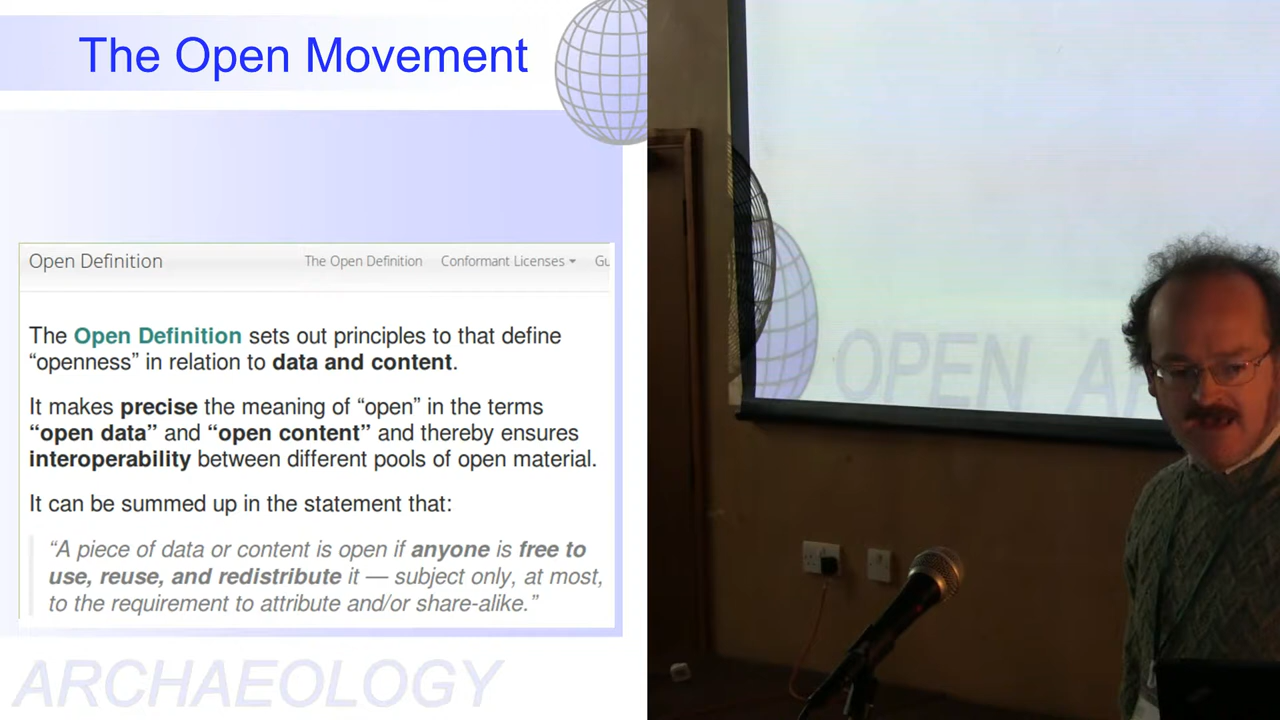 The Open Movement
Open Definition The Open Definition Conformant Licenses Gu
The Open Definition sets out principles to that define
“openness” in relation to data and content.
It makes precise the meaning of “open” in the terms
“open data” and “open content” and thereby ensures
interoperability between different pools of open material.
It can be summed up in the statement that:
“A piece of data or content is open if anyone is free to
use, reuse, and redistribute it — subject only, at most,
to the requirement to attribute and/or share-alike.”
ARCHAEOLOGY
OPEN A